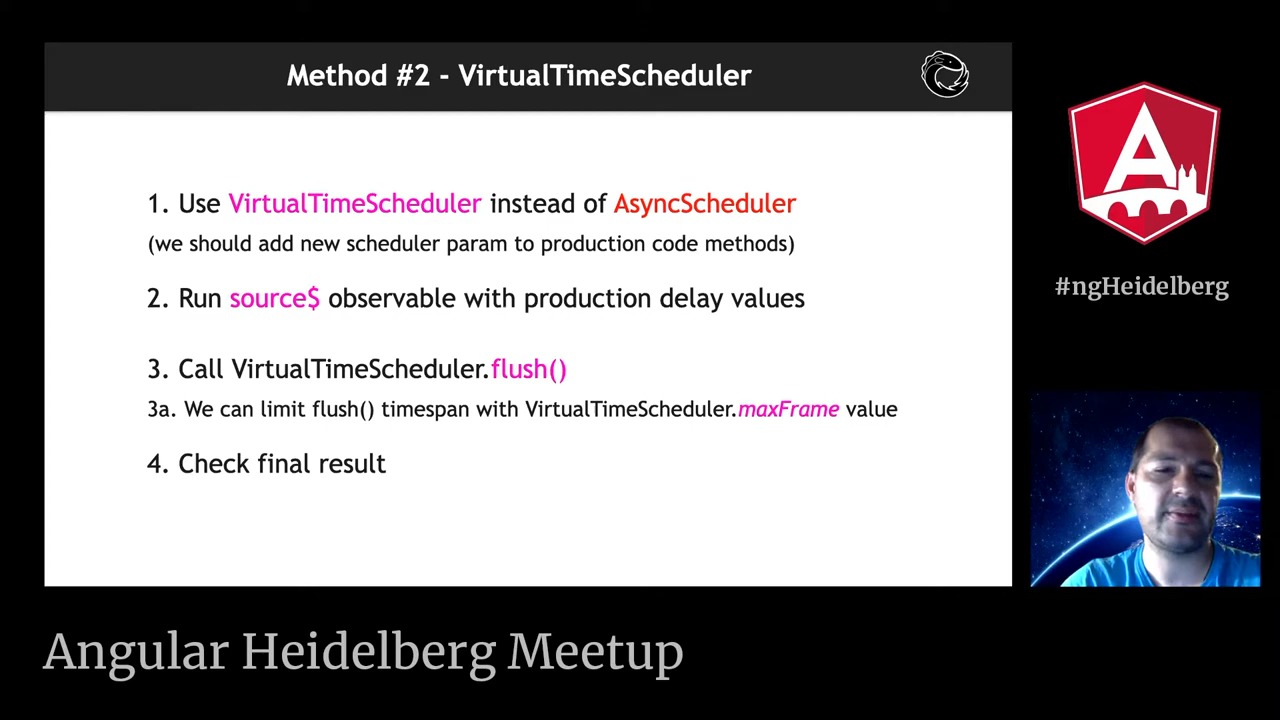 Method #2 - VirtualTimeScheduler
1. Use VirtualTimeScheduler instead of AsyncScheduler
(we should add new scheduler param to production code methods)
2. Run source$ observable with production delay values
3. Call VirtualTimeScheduler.flush()
3a. We can limit flush() timespan with VirtualTimeScheduler.maxFrame value
4. Check final result
A
#ngHeidelberg
Angular Heidelberg Meetup